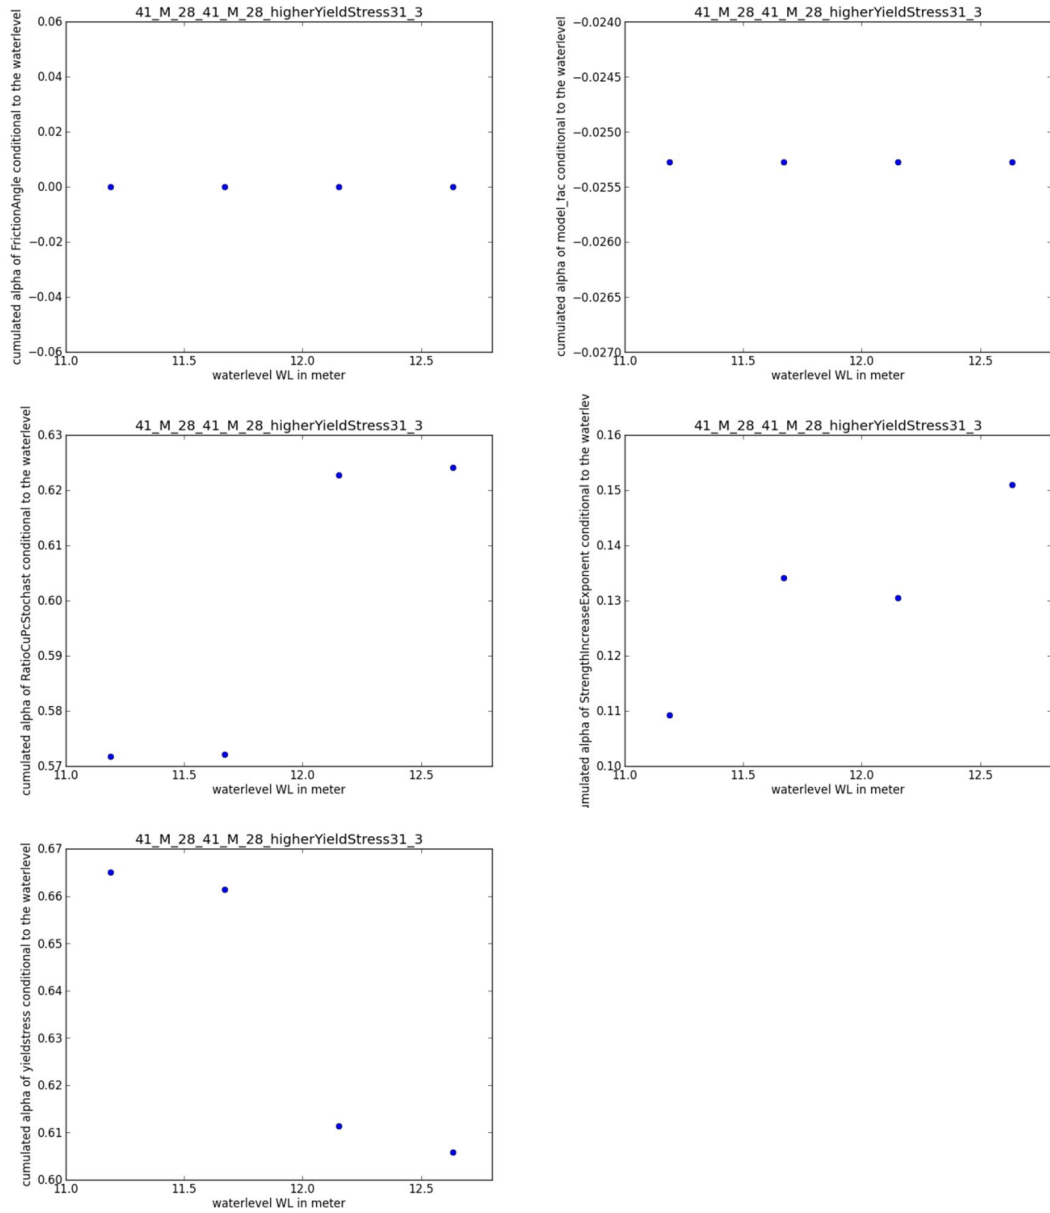 41_M_28_41_M_28_higherYieldStress31_3
cumulated alpha of FrictionAngle conditional to the waterlevel
0.06
0.04
0.02
0.00
−0.02
−0.04
−0.06
11.0 11.5 12.0 12.5
waterlevel WL in meter
41_M_28_41_M_28_higherYieldStress31_3
cumulated alpha of model_fac conditional to the waterlevel
−0.0240
−0.0245
−0.0250
−0.0255
−0.0260
−0.0265
−0.0270
11.0 11.5 12.0 12.5
waterlevel WL in meter
41_M_28_41_M_28_higherYieldStress31_3
cumulated alpha of RatioCuPcStochast conditional to the waterlevel
0.63
0.62
0.61
0.60
0.59
0.58
0.57
11.0 11.5 12.0 12.5
waterlevel WL in meter
41_M_28_41_M_28_higherYieldStress31_3
mulated alpha of StrengthIncreaseExponent conditional to the waterlev
0.16
0.15
0.14
0.13
0.12
0.11
0.10
11.0 11.5 12.0 12.5
waterlevel WL in meter
41_M_28_41_M_28_higherYieldStress31_3
cumulated alpha of yieldstress conditional to the waterlevel
0.67
0.66
0.65
0.64
0.63
0.62
0.61
0.60
11.0 11.5 12.0 12.5
waterlevel WL in meter